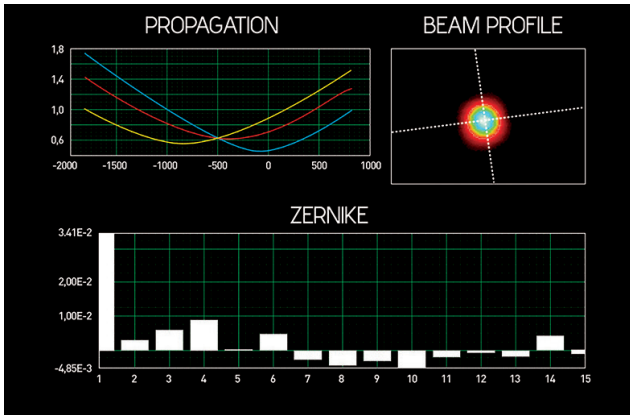 PROPAGATION
BEAM PROFILE
1,8
1,4
1,0
0,6
-2000 -1500 -1000 -500 0 500 1000
ZERNIKE
3.41E-2
2,00E-2
1,00E-2
-4,85E-3
1 2 3 4 5 6 7 8 9 10 11 12 13 14 15